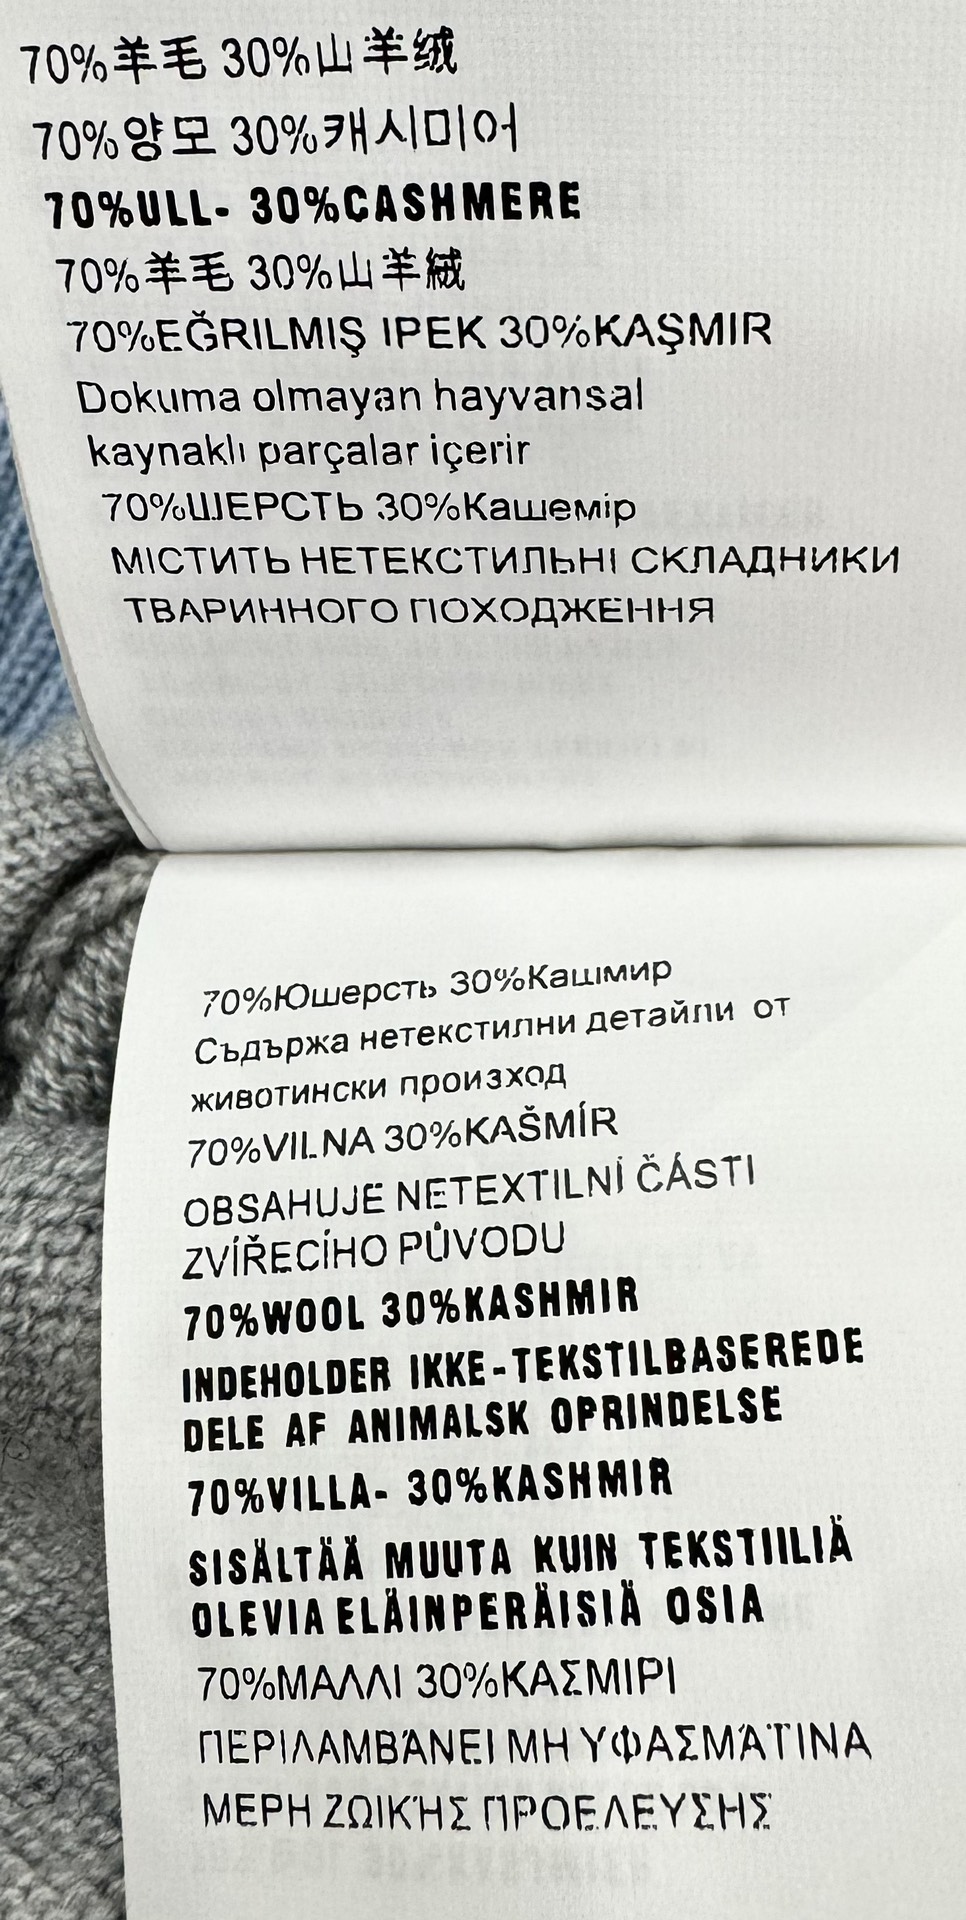 70%羊毛 30%山羊绒
70%양모 30%캐시미어
70%ULL- 30%CASHMERE
70%羊毛 30%山羊絨
70%EĞRILMIŞ IPEK 30%KAŞMIR
Dokuma olmayan hayvansal
kaynaklı parçalar içerir
70%ШЕРСТЬ 30%Кашемір
МІСТИТЬ НЕТЕКСТИЛЬНІ СКЛАДНИКИ
ТВАРИННОГО ПОХОДЖЕННЯ
70%Юшерсть 30%Кашмир
Съдържа нетекстилни детайли от
животински произход
70%VILNA 30%KAŠMÍR
OBSAHUJE NETEXTILNÍ ČÁSTI
ZVÍŘECÍHO PŮVODU
70%WOOL 30%KASHMIR
INDEHOLDER IKKE-TEKSTILBASEREDE
DELE AF ANIMALSK OPRINDELSE
70%VILLA- 30%KASHMIR
SISÄLTÄÄ MUUTA KUIN TEKSTIILIÄ
OLEVIA ELÄINPERÄISIÄ OSIA
70%ΜΑΛΛΙ 30%ΚΑΣΜΙΡΙ
ΠΕΡΙΛΑΜΒΆΝΕΙ ΜΗ ΥΦΑΣΜΆΤΙΝΑ
ΜΕΡΗ ΖΩΙΚΉΣ ΠΡΟΕΛΕΥΣΗΣ